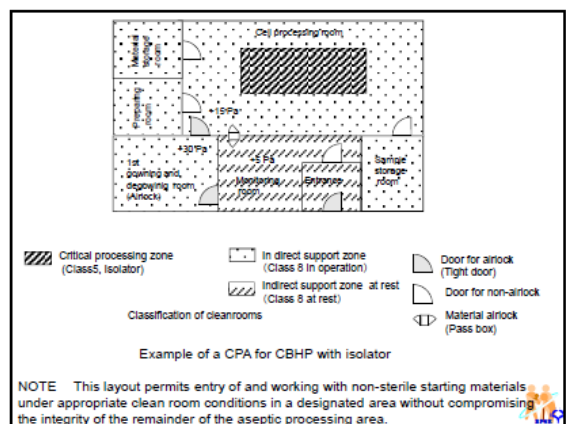 Cell processing room
Material
storage
room
Preparing
room
+15 Pa
+30 Pa
+5 Pa
1st
gowning and
degowning room
(Airlock)
Monitoring
room
Entrance
Sample
storage
room
Critical processing zone
(Class5, Isolator)
In direct support zone
(Class 8 in operation)
Indirect support zone at rest
(Class 8 at rest)
Door for airlock
(Tight door)
Door for non-airlock
Material airlock
(Pass box)
Classification of cleanrooms
Example of a CPA for CBHP with isolator
NOTE This layout permits entry of and working with non-sterile starting materials
under appropriate clean room conditions in a designated area without compromising
the integrity of the remainder of the aseptic processing area.